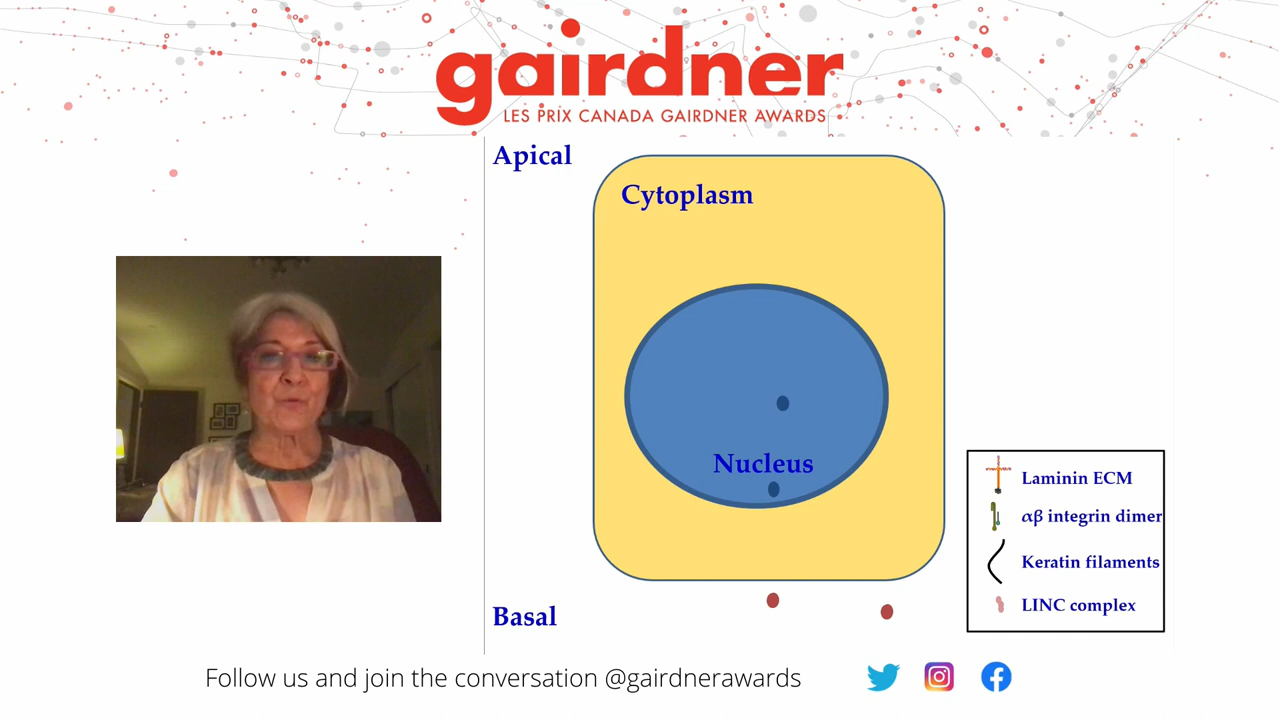 gairdner
LES PRIX CANADA GAIRDNER AWARDS
Apical
Cytoplasm
Nucleus
Basal
Laminin ECM
αβ integrin dimer
Keratin filaments
LINC complex
Follow us and join the conversation @gairdnerawards